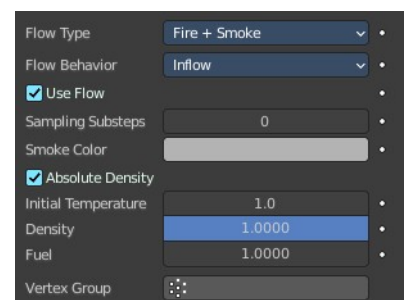 Flow Type Fire + Smoke
Flow Behavior Inflow
Use Flow
Sampling Substeps 0
Smoke Color
Absolute Density
Initial Temperature 1.0
Density 1.0000
Fuel 1.0000
Vertex Group